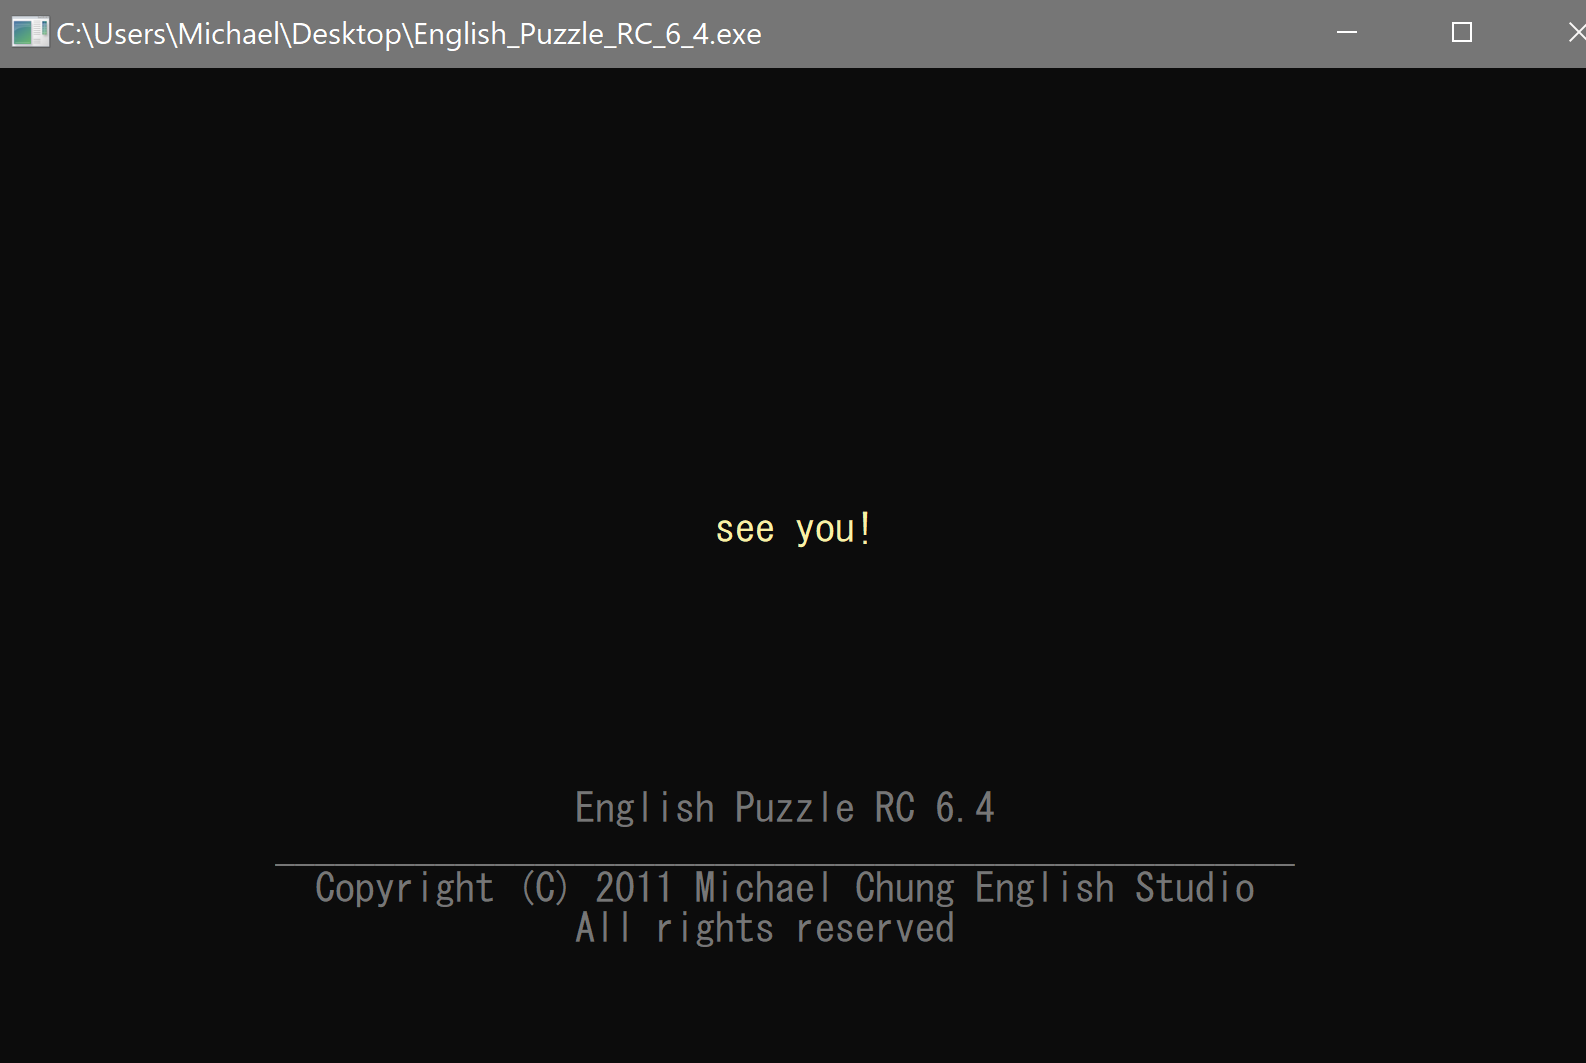 C:\Users\Michael\Desktop\English_Puzzle_RC_6_4.exe
see you!
English Puzzle RC 6.4
Copyright (C) 2011 Michael Chung English Studio
All rights reserved